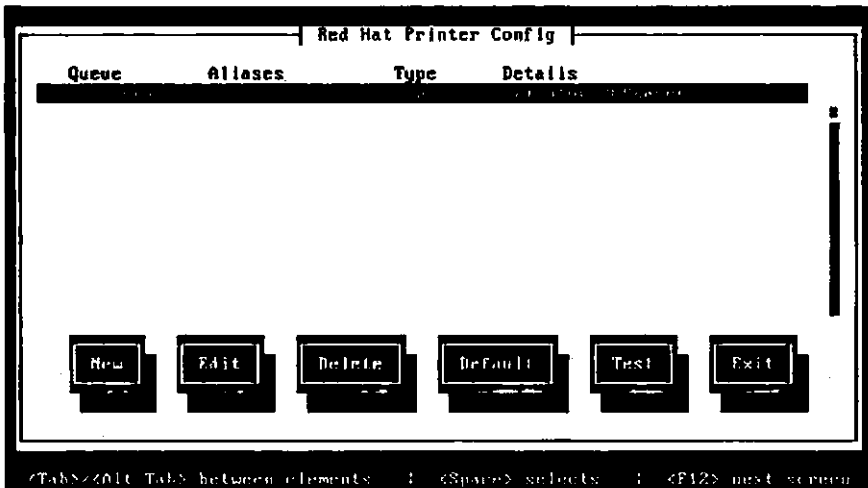 Red Hat Printer Config
Queue Aliases Type Details
New Edit Delete Default Test Exit
<Tab>/<Alt Tab> between elements | <Space> selects | <F12> next screen